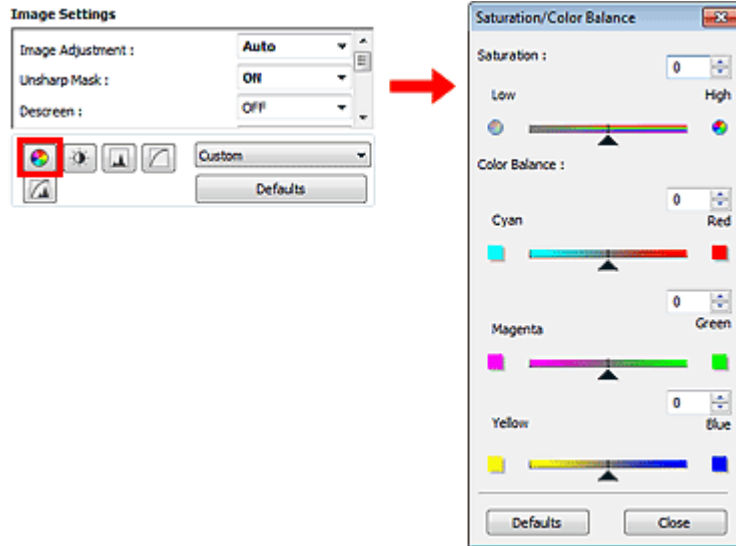 Image Settings
Image Adjustment : Auto
Unsharp Mask : ON
Descreen : OFF
Custom
Defaults
Saturation/Color Balance
Saturation :
0
Low High
Color Balance :
0
Cyan Red
0
Magenta Green
0
Yellow Blue
Defaults Close